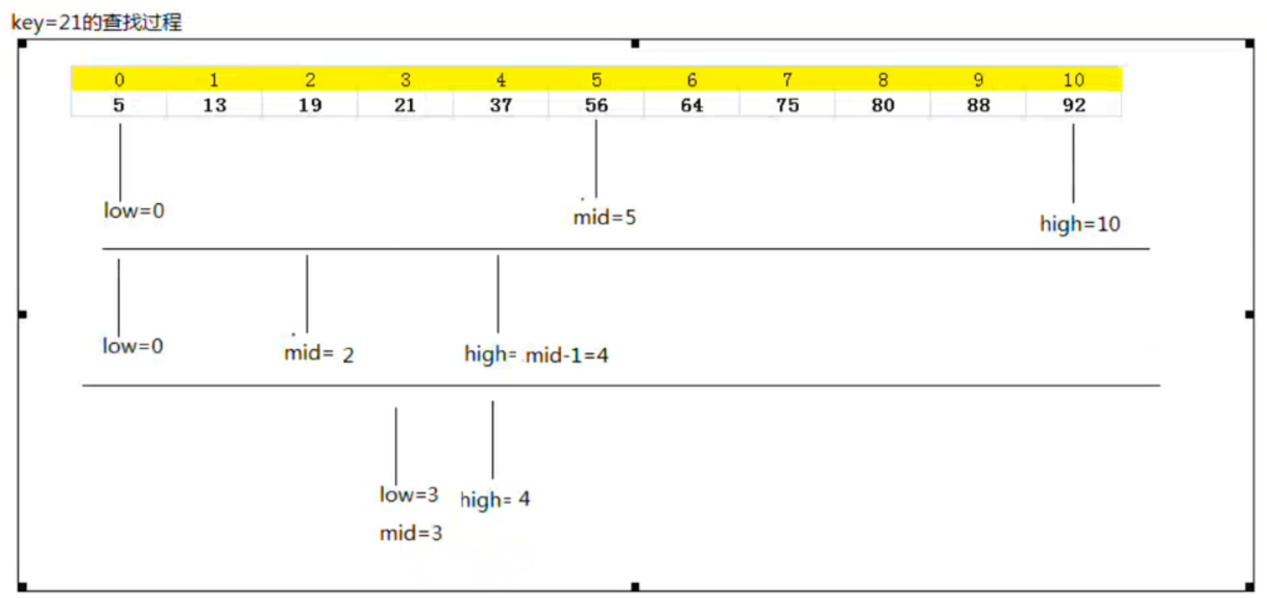 key=21的查找过程
0 1 2 3 4 5 6 7 8 9 10
5 13 19 21 37 56 64 75 80 88 92
low=0 mid=5 high=10
low=0 mid= 2 high= mid-1=4
low=3 high= 4
mid=3